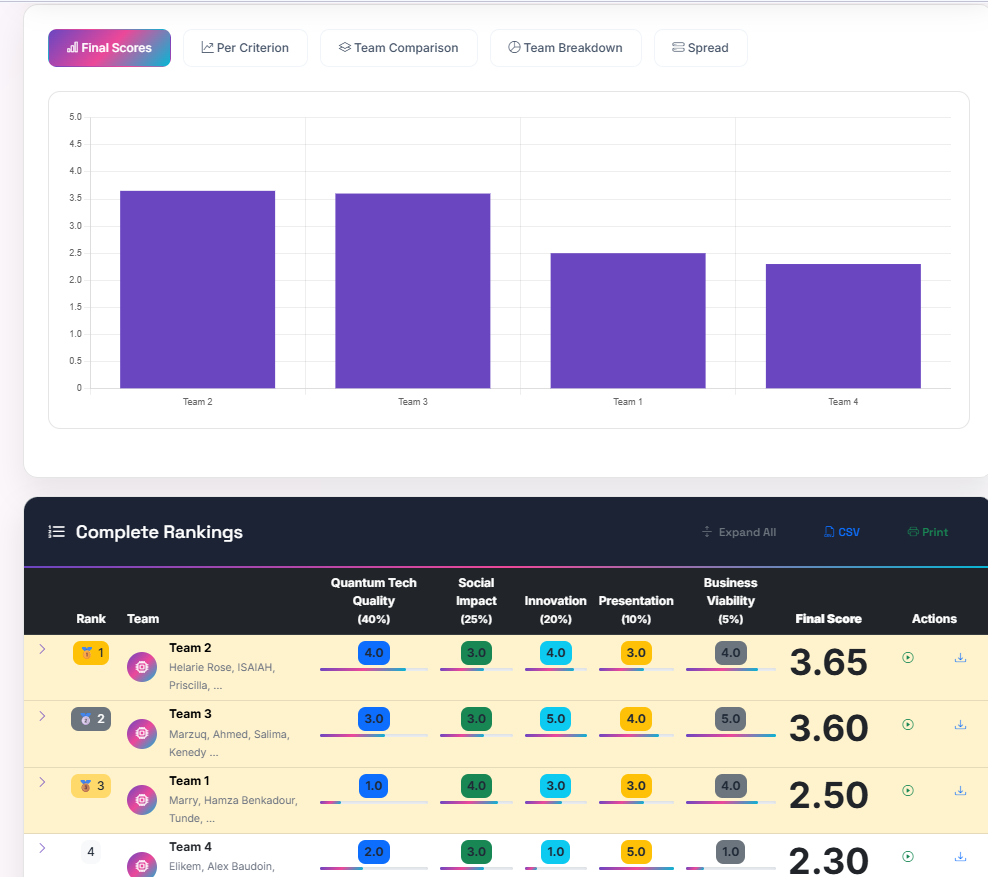 Final Scores
Per Criterion
Team Comparison
Team Breakdown
Spread
5.0
4.5
4.0
3.5
3.0
2.5
2.0
1.5
1.0
0.5
0
Team 2
Team 3
Team 1
Team 4
Complete Rankings
Expand All
CSV
Print
Rank
Team
Quantum Tech
Quality
(40%)
Social
Impact
(25%)
Innovation
(20%)
Presentation
(10%)
Business
Viability
(5%)
Final Score
Actions
1
Team 2
Helarie Rose, ISAIAH,
Priscilla, ...
4.0
3.0
4.0
3.0
4.0
3.65
2
Team 3
Marzuq, Ahmed, Salima,
Kenedy ...
3.0
3.0
5.0
4.0
5.0
3.60
3
Team 1
Marry, Hamza Benkadour,
Tunde, ...
1.0
4.0
3.0
3.0
4.0
2.50
4
Team 4
Elikem, Alex Baudoin,
2.0
3.0
1.0
5.0
1.0
2.30